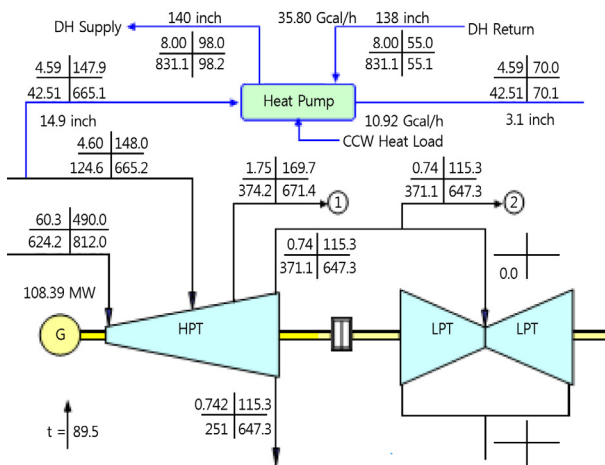 140 inch 35.80 Gcal/h 138 inch
DH Supply DH Return
8.00 98.0 8.00 55.0
831.1 98.2 831.1 55.1
4.59 147.9 4.59 70.0
42.51 665.1 Heat Pump 42.51 70.1
14.9 inch 10.92 Gcal/h 3.1 inch
CCW Heat Load
4.60 148.0
124.6 665.2
1.75 169.7 0.74 115.3
374.2 671.4 1 371.1 647.3 2
60.3 490.0
624.2 812.0
0.74 115.3
371.1 647.3 0.0
108.39 MW
G HPT LPT LPT
0.742 115.3
251 647.3
t = 89.5